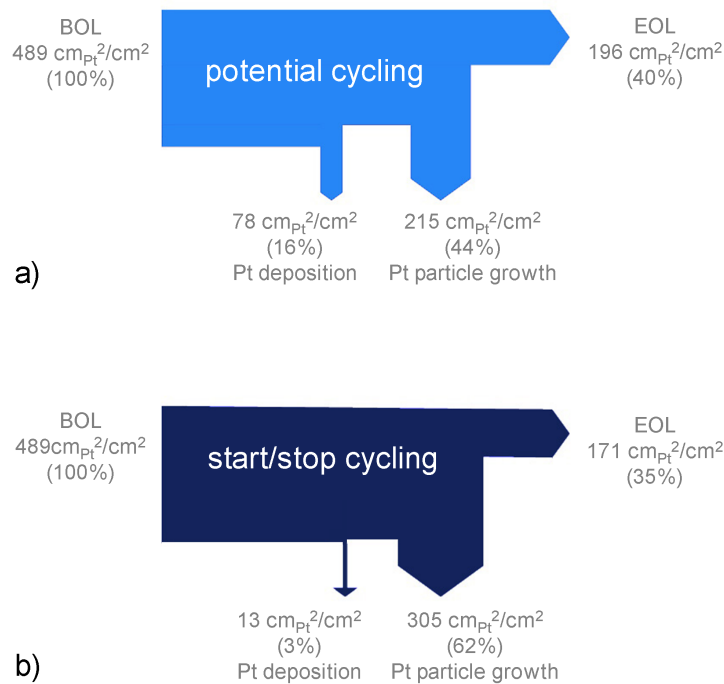 BOL
489 cmPt²/cm²
(100%)
potential cycling
EOL
196 cmPt²/cm²
(40%)
78 cmPt²/cm²
(16%)
Pt deposition
215 cmPt²/cm²
(44%)
Pt particle growth
a)
BOL
489cmPt²/cm²
(100%)
start/stop cycling
EOL
171 cmPt²/cm²
(35%)
13 cmPt²/cm²
(3%)
Pt deposition
305 cmPt²/cm²
(62%)
Pt particle growth
b)